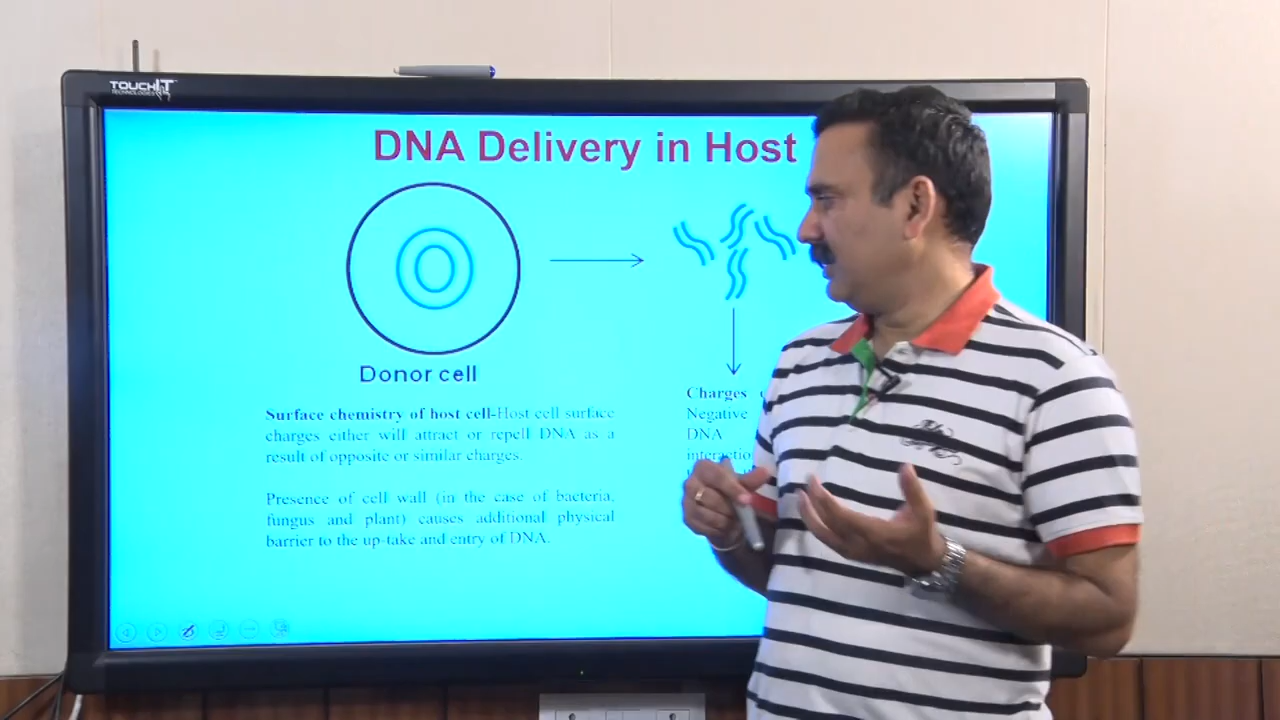 TOUCHIT
TECHNOLOGIES
DNA Delivery in Host
Donor cell
Surface chemistry of host cell-Host cell surface
charges either will attract or repell DNA as a
result of opposite or similar charges.
Presence of cell wall (in the case of bacteria,
fungus and plant) causes additional physical
barrier to the up-take and entry of DNA.
Charges
Negative
DNA